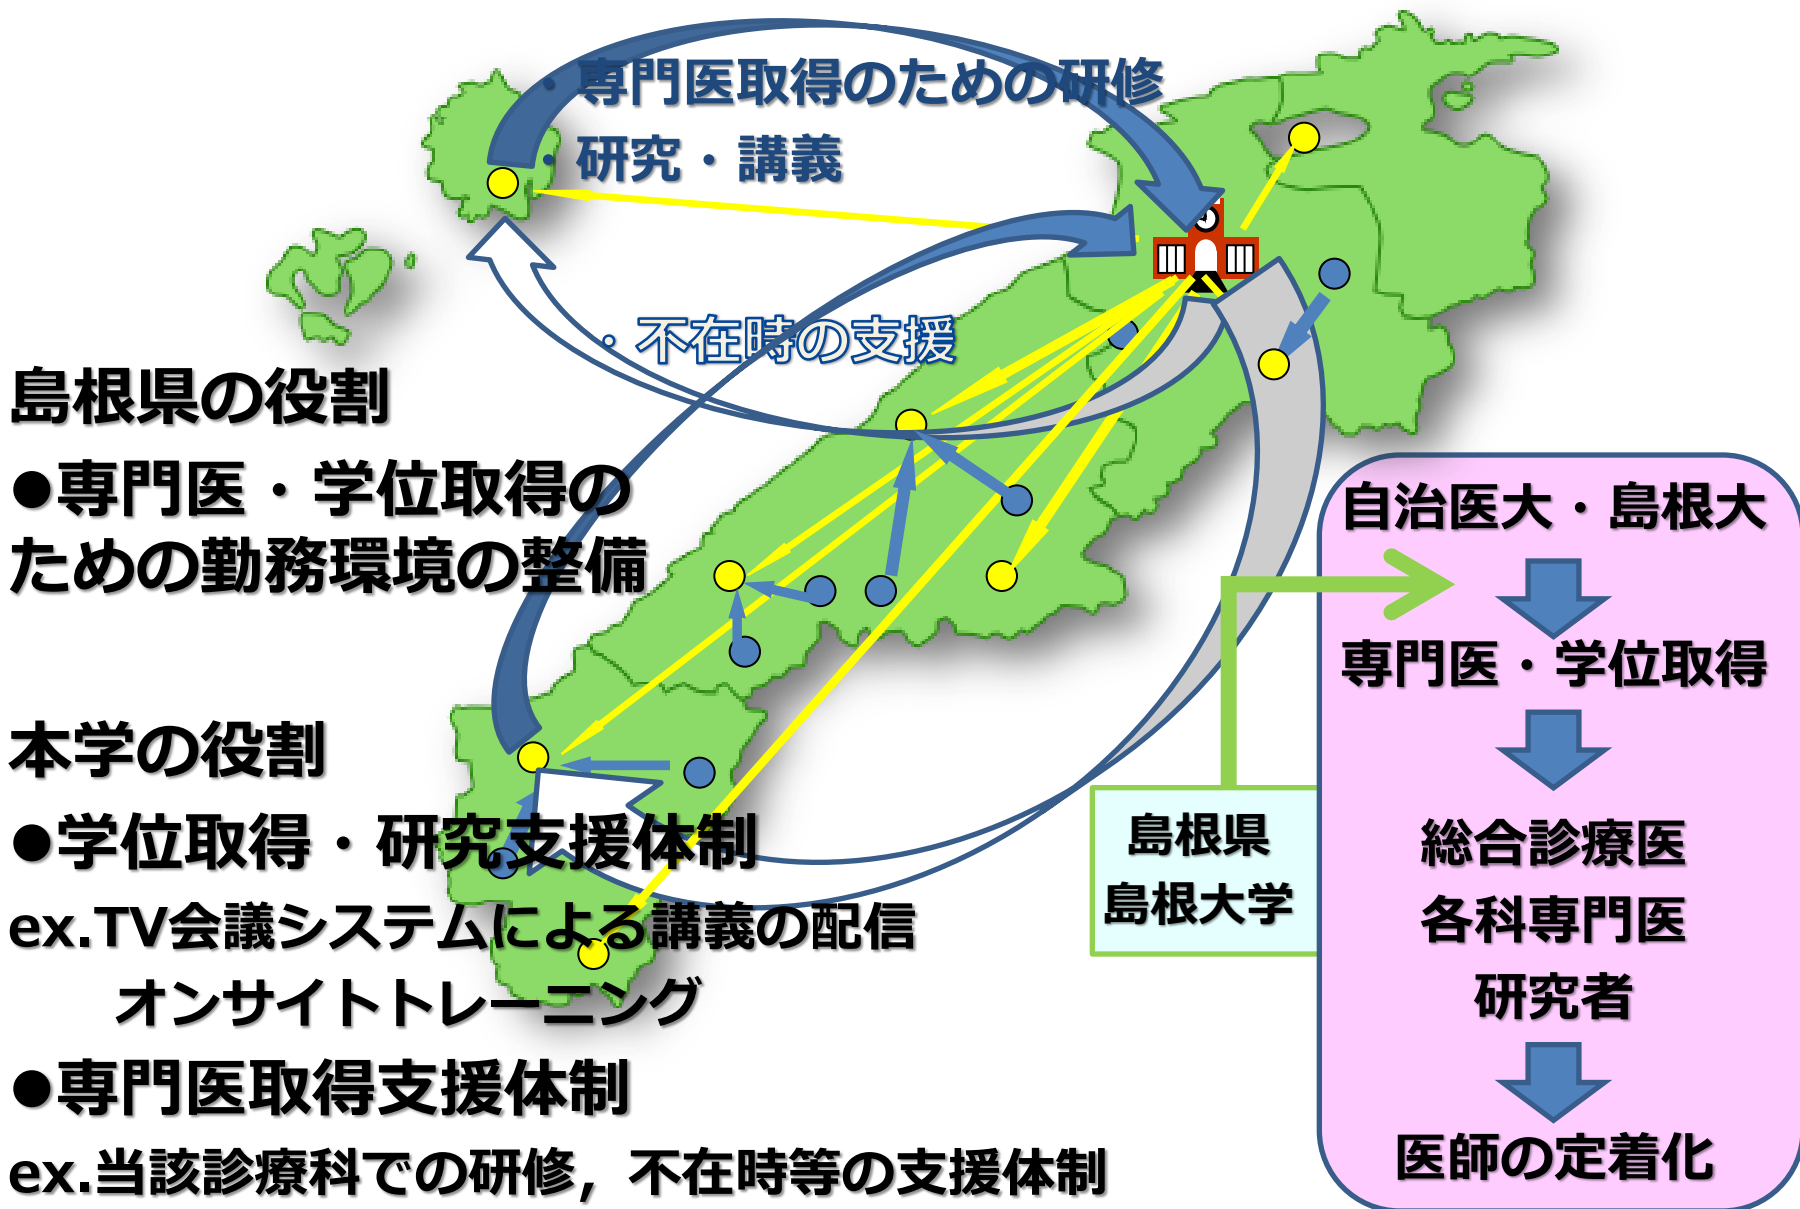 ・専門医取得のための研修
・研究・講義
・不在時の支援
島根県の役割
●専門医・学位取得の
ための勤務環境の整備
本学の役割
●学位取得・研究支援体制
ex.TV会議システムによる講義の配信
オンサイトトレーニング
●専門医取得支援体制
ex.当該診療科での研修，不在時等の支援体制
島根県
島根大学
自治医大・島根大
専門医・学位取得
総合診療医
各科専門医
研究者
医師の定着化